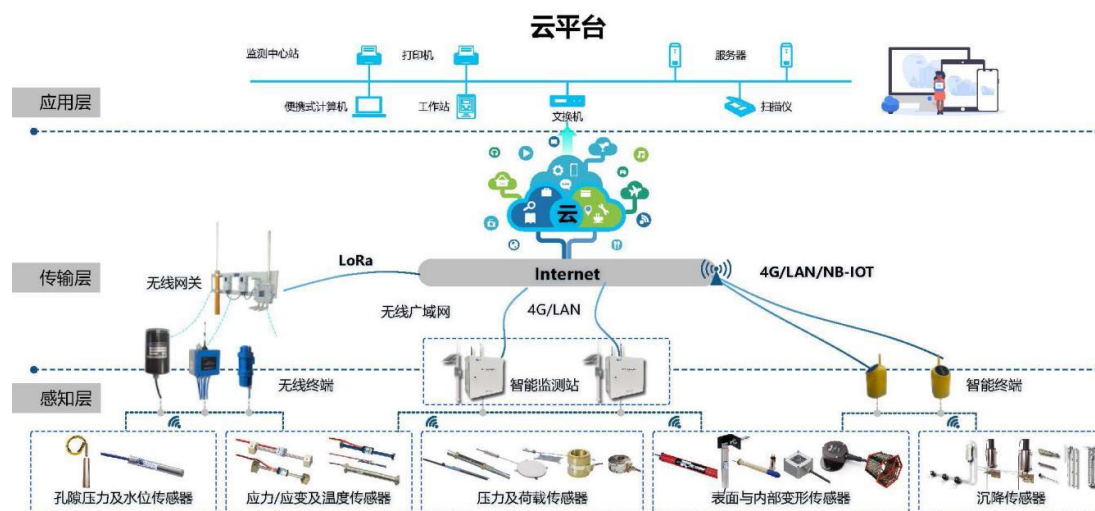 云平台
监测中心站
打印机
服务器
应用层
便携式计算机
工作站
文换机
扫描仪
云
传输层
无线网关
LoRa
Internet
4G/LAN/NB-IOT
无线广域网
4G/LAN
感知层
无线终端
智能监测站
智能终端
孔隙压力及水位传感器
应力/应变及温度传感器
压力及荷载传感器
表面与内部变形传感器
沉降传感器